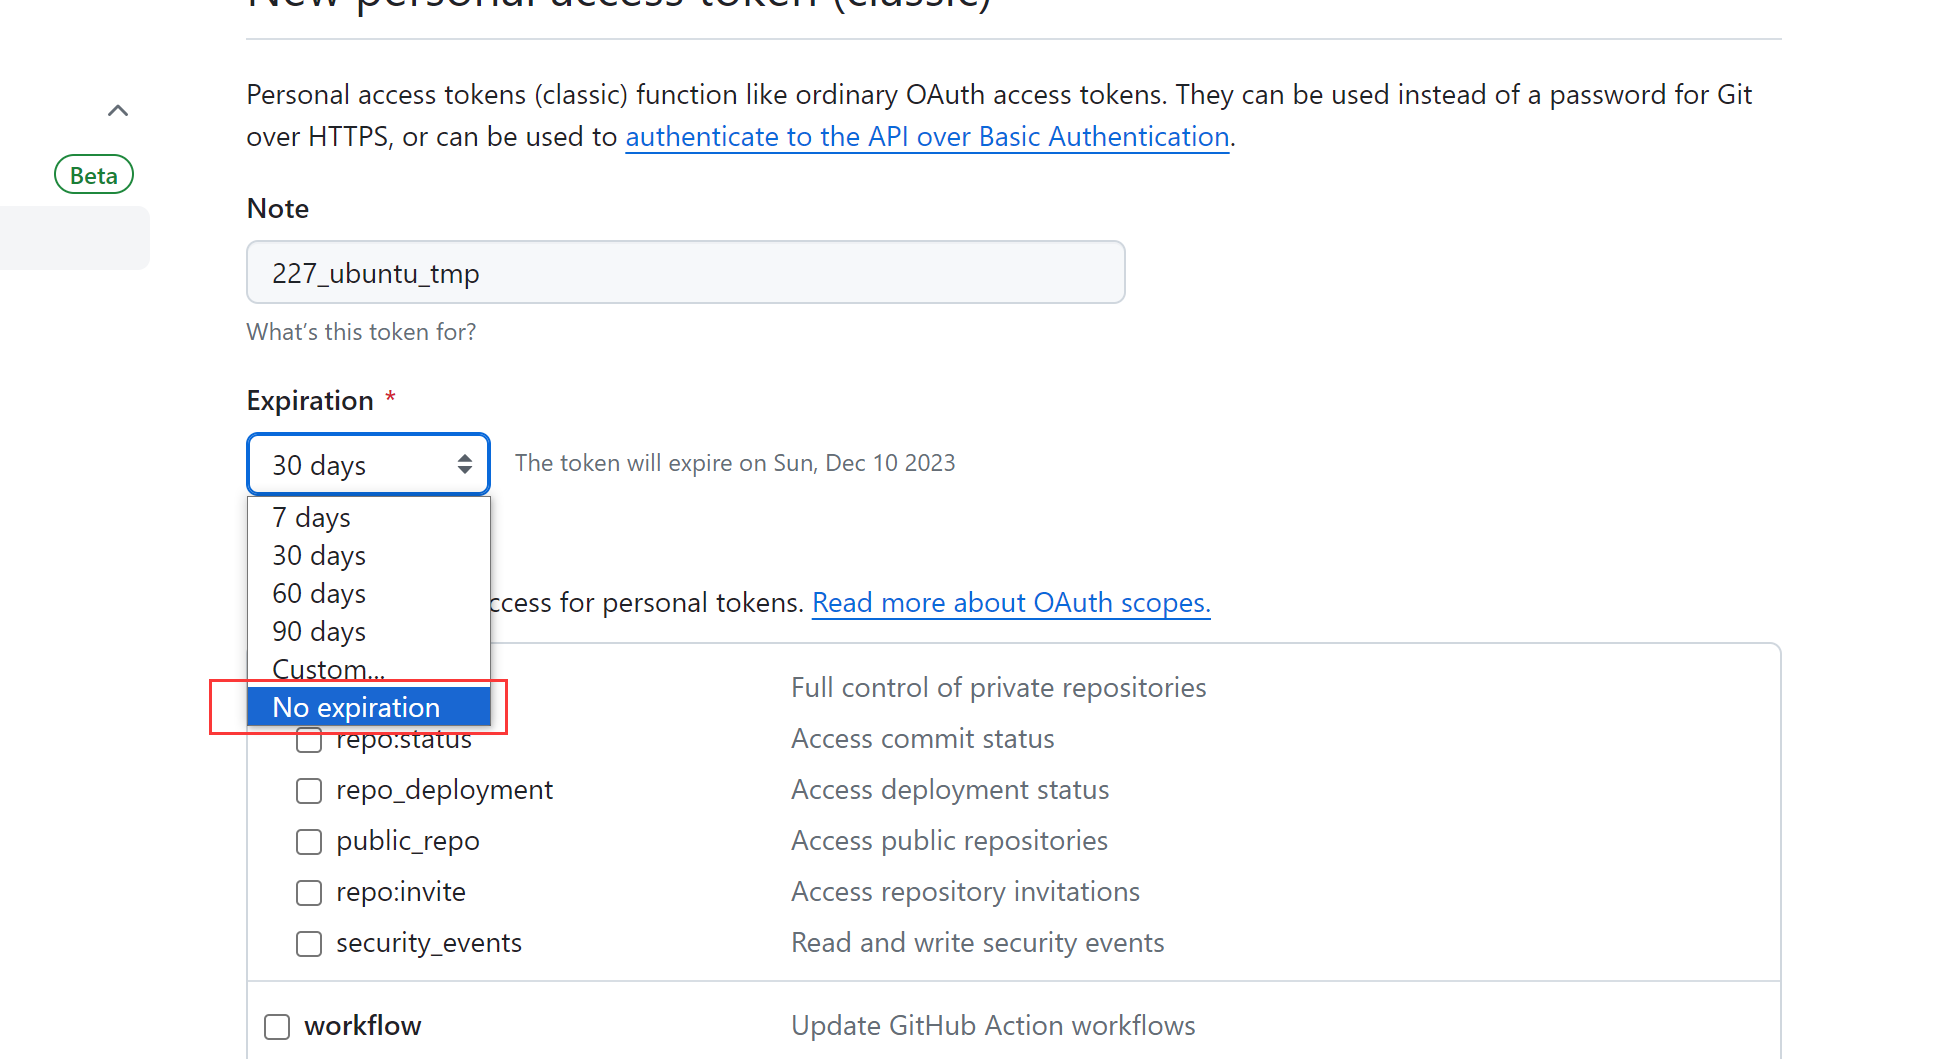 New personal access token (classic)
Personal access tokens (classic) function like ordinary OAuth access tokens. They can be used instead of a password for Git
over HTTPS, or can be used to authenticate to the API over Basic Authentication.
Beta
Note
227_ubuntu_tmp
What's this token for?
Expiration *
30 days
The token will expire on Sun, Dec 10 2023
7 days
30 days
60 days
90 days
Custom...
No expiration
ccess for personal tokens. Read more about OAuth scopes.
Full control of private repositories
repo:status Access commit status
repo_deployment Access deployment status
public_repo Access public repositories
repo:invite Access repository invitations
security_events Read and write security events
workflow Update GitHub Action workflows